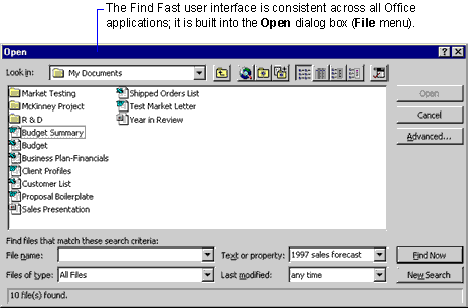 The Find Fast user interface is consistent across all Office
applications; it is built into the Open dialog box (File menu).
Open
Look in: My Documents
Market Testing
McKinney Project
R & D
Budget Summary
Budget
Business Plan-Financials
Client Profiles
Customer List
Proposal Boilerplate
Sales Presentation
Shipped Orders List
Test Market Letter
Year in Review
Open
Cancel
Advanced...
Find files that match these search criteria:
File name: Text or property: 1997 sales forecast Find Now
Files of type: All Files Last modified: any time New Search
10 file(s) found.